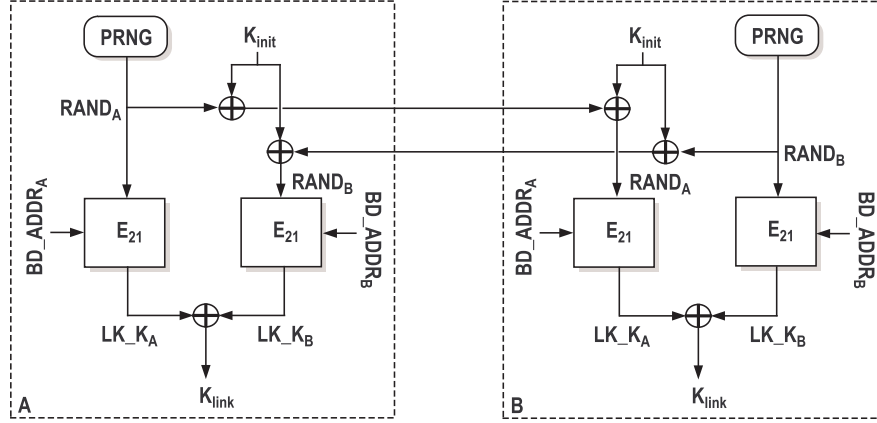 PRNG
K_init
K_init
PRNG
RAND_A
RAND_B
RAND_B
RAND_A
BD_ADDR_A
E_21
E_21
BD_ADDR_B
BD_ADDR_A
E_21
E_21
BD_ADDR_B
LK_K_A
LK_K_B
LK_K_A
LK_K_B
A
K_link
B
K_link